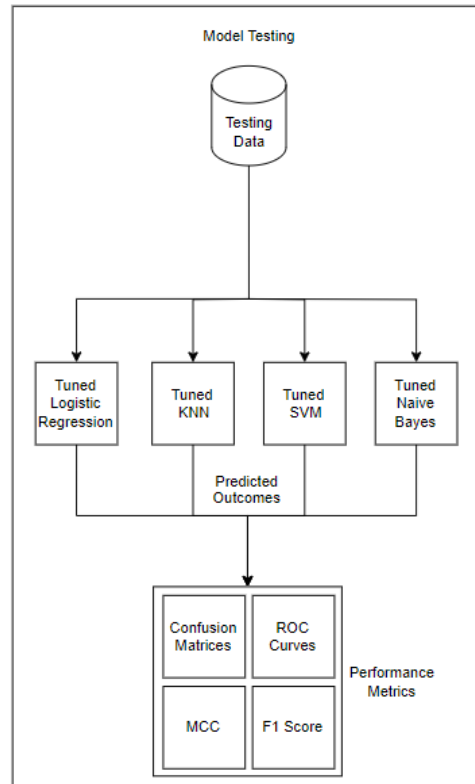 Model Testing
Testing
Data
Tuned
Logistic
Regression
Tuned
KNN
Tuned
SVM
Tuned
Naive
Bayes
Predicted
Outcomes
Confusion
Matrices
ROC
Curves
MCC
F1 Score
Performance
Metrics